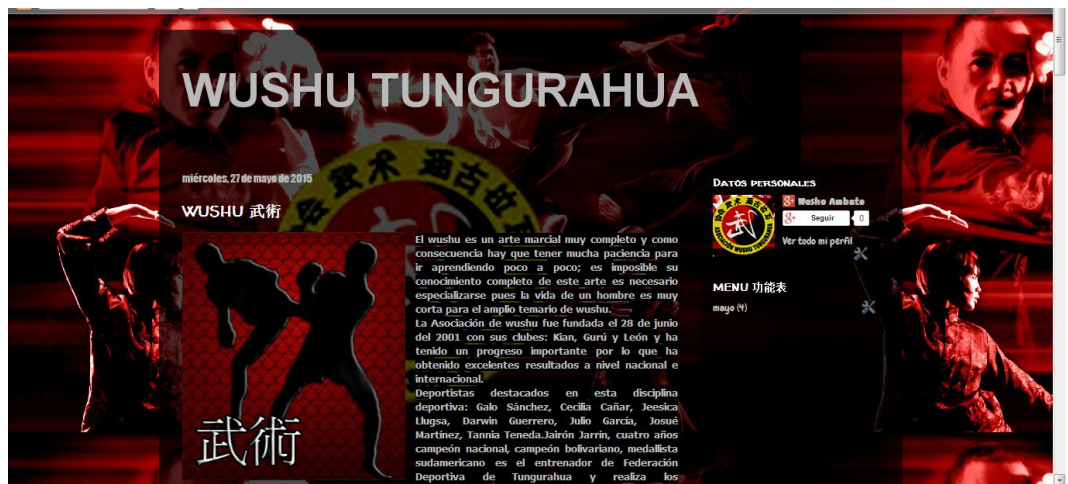 WUSHU TUNGURAHUA
miércoles, 27 de mayo de 2015
WUSHU 武術
武術
El wushu es un arte marcial muy completo y como
consecuencia hay que tener mucha paciencia para
ir aprendiendo poco a poco; es imposible su
conocimiento completo de este arte es necesario
especializarse pues la vida de un hombre es muy
corta para el amplio temario de wushu.
La Asociación de wushu fue fundada el 28 de junio
del 2001 con sus clubes: Kian, Gurú y León y ha
tenido un progreso importante por lo que ha
obtenido excelentes resultados a nivel nacional e
internacional.
Deportistas destacados en esta disciplina
deportiva: Galo Sánchez, Cecilia Cañar, Jeesica
Llugsa, Darwin Guerrero, Julio García, Josué
Martínez, Tannia Teneda.Jairón Jarrín, cuatro años
campeón nacional, campeón bolivariano, medallista
sudamericano es el entrenador de Federación
Deportiva de Tungurahua y realiza los
Datos personales
武
ASOCIACION WUSHU TUNGURAHUA
Washo Ambato
Seguir 0
Ver todo mi perfil
MENU 功能表
mayo (4)